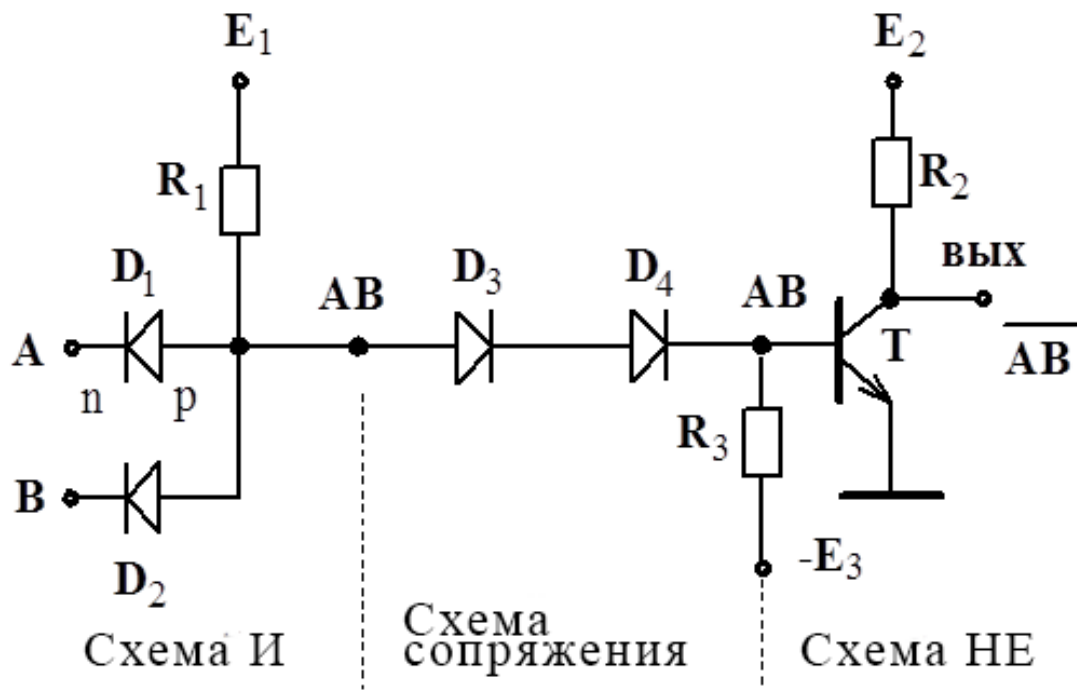 E₁
E₂
R₁
R₂
D₁
AB
D₃
D₄
AB
вых
A
n
p
T
AB
B
D₂
R₃
-E₃
Схема И
Схема
сопряжения
Схема НЕ